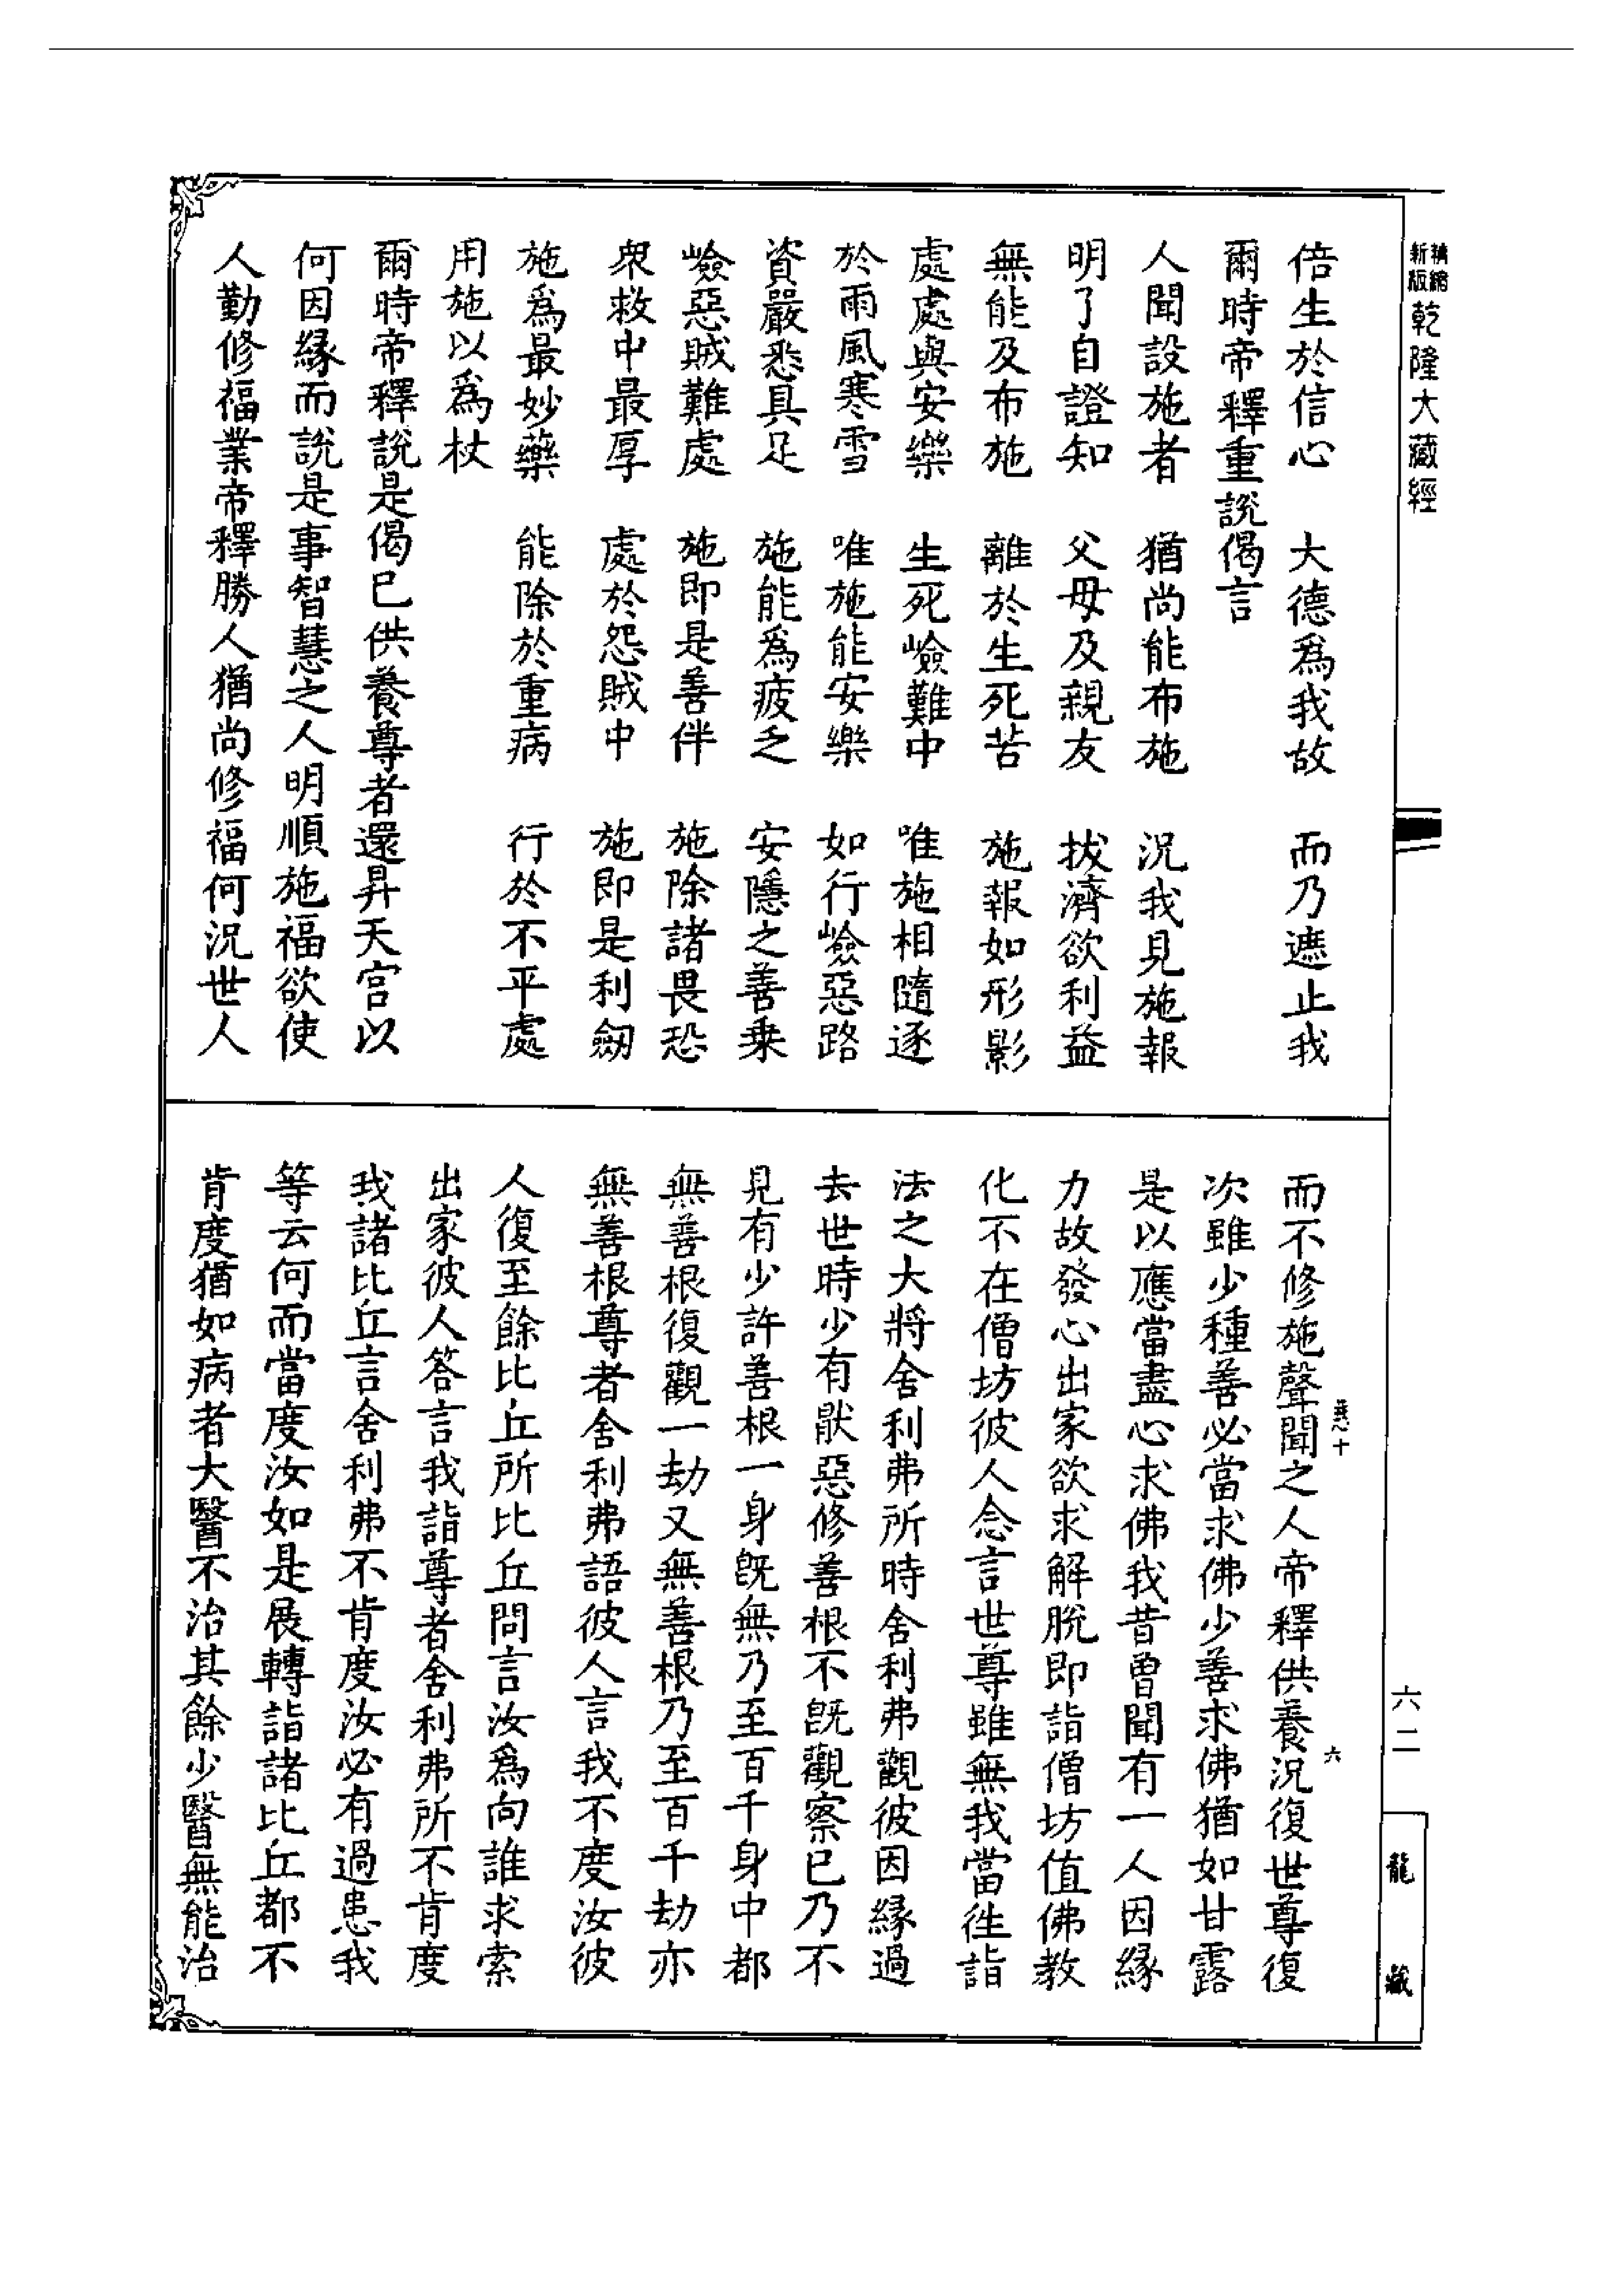 精縮新版乾隆大藏經
倍生於信心　大德爲我故　而乃遮止我
爾時帝釋重說偈言
人聞設施者　猶尚能布施　況我見施報
明了自證知　父母及親友　拔濟欲利益
無能及布施　離於生死苦　施報如形影
處處與安樂　生死嶮難中　唯施相隨逐
於雨風寒雪　唯施能安樂　如行嶮惡路
資嚴悉具足　施能爲疲乏　安隱之善乗
嶮惡賊難處　施即是善伴　施除諸畏恐
衆救中最厚　處於怨賊中　施即是利劒
施爲最妙藥　能除於重病　行於不平處
用施以爲杖
爾時帝釋說是偈已供養尊者還昇天宮以
何因緣而說是事智慧之人明順施福欲使
人勤修福業帝釋勝人猶尚修福何況世人
而不修施聲聞之人帝釋供養況復世尊復
次雖少種善必當求佛少善求佛猶如甘露
是以應當盡心求佛我昔曾聞有一人因緣
力故發心出家欲求解脫即詣僧坊值佛教
化不在僧坊彼人念言世尊雖無我當徃詣
法之大將舍利弗所時舍利弗觀彼因緣過
去世時少有猒惡修善根不旣觀察已乃不
見有少許善根一身旣無乃至百千身中都
無善根復觀一劫又無善根乃至百千劫亦
無善根尊者舍利弗語彼人言我不度汝彼
人復至餘比丘所比丘問言汝爲向誰求索
出家彼人答言我詣尊者舍利弗所不肯度
我諸比丘言舍利弗不肯度汝必有過患我
等云何而當度汝如是展轉詣諸比丘都不
肯度猶如病者大醫不治其餘少醫無能治
十
六
六二
龍藏